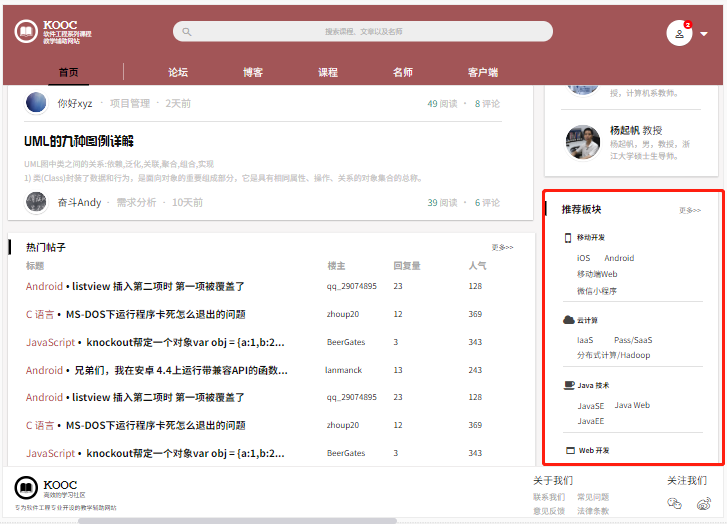 KOOC
软件工程系列课程
教学辅助网站
搜索课程、文章以及名师
2
首页 论坛 博客 课程 名师 客户端
你好xyz · 项目管理 · 2天前 49 阅读 · 8 评论
UML的九种图例详解
UML图中类之间的关系:依赖,泛化,关联,聚合,组合,实现
1) 类(Class)封装了数据和行为，是面向对象的重要组成部分，它是具有相同属性、操作、关系的对象集合的总称。
奋斗Andy · 需求分析 · 10天前 39 阅读 · 6 评论
热门帖子 更多>>
标题 楼主 回复量 人气
Android • listview 插入第二项时 第一项被覆盖了 qq_29074895 23 128
C 语言 • MS-DOS下运行程序卡死怎么退出的问题 zhoup20 12 369
JavaScript • knockout帮定一个对象var obj = {a:1,b:2... BeerGates 3 343
Android • 兄弟们，我在安卓 4.4上运行带兼容API的函数... lanmanck 13 243
Android • listview 插入第二项时 第一项被覆盖了 qq_29074895 23 128
C 语言 • MS-DOS下运行程序卡死怎么退出的问题 zhoup20 12 369
JavaScript • knockout帮定一个对象var obj = {a:1,b:2... BeerGates 3 343
授，计算机系教师。
杨起帆 教授
杨起帆，男，教授，浙
江大学硕士生导师。
推荐板块 更多>>
移动开发
iOS Android
移动端Web
微信小程序
云计算
IaaS Pass/SaaS
分布式计算/Hadoop
Java 技术
JavaSE Java Web
JavaEE
Web 开发
KOOC
高效的学习社区
专为软件工程专业开设的教学辅助网站
关于我们
联系我们 常见问题
意见反馈 法律条款
关注我们